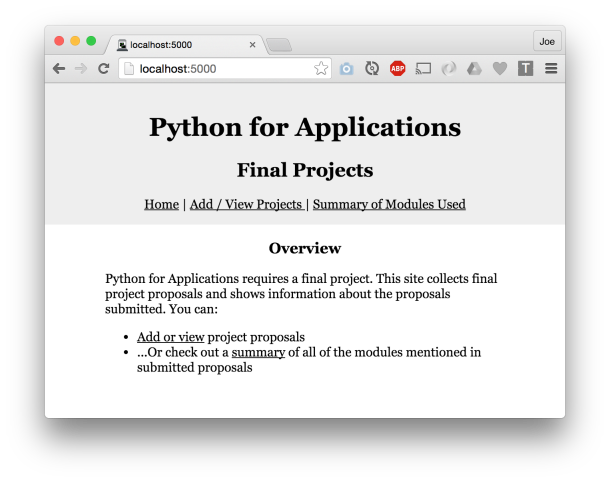 localhost:5000
Joe
localhost:5000
ABP
T
Python for Applications
Final Projects
Home | Add / View Projects | Summary of Modules Used
Overview
Python for Applications requires a final project. This site collects final
project proposals and shows information about the proposals
submitted. You can:
• Add or view project proposals
• ...Or check out a summary of all of the modules mentioned in
submitted proposals